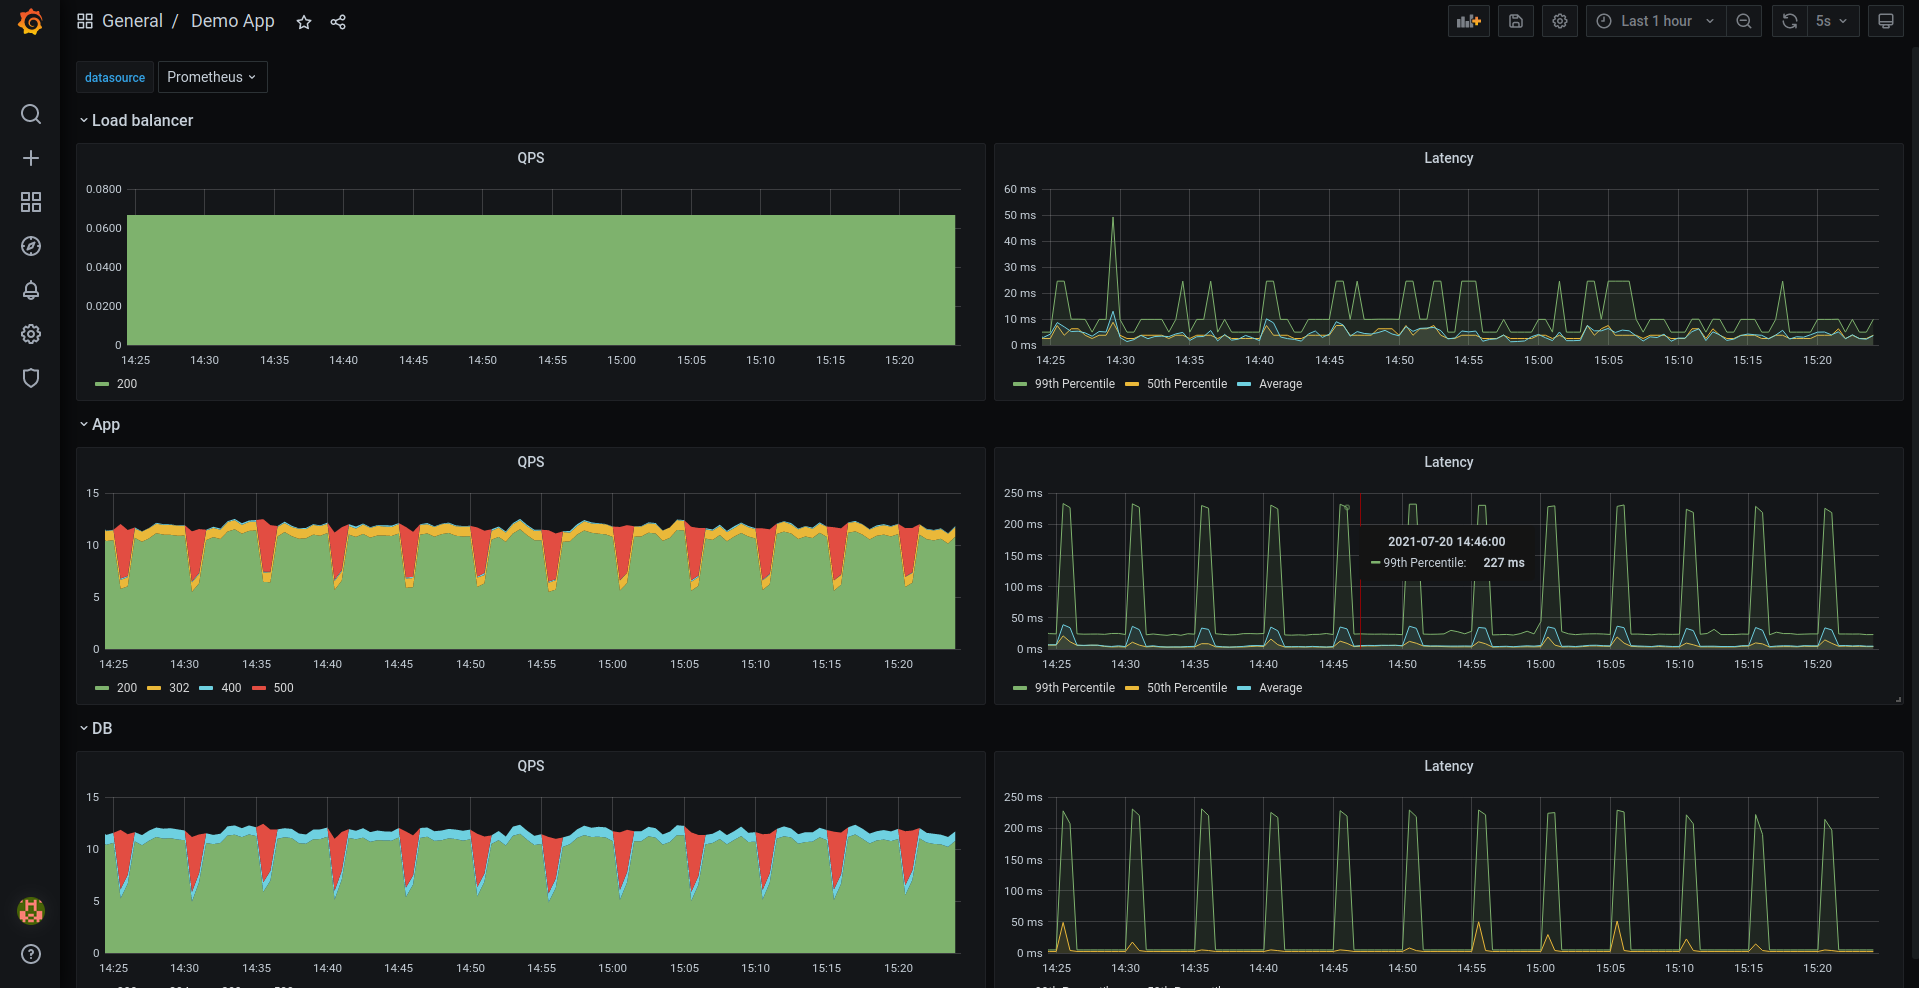 General / Demo App
Last 1 hour
5s
datasource Prometheus
Load balancer
QPS
0.0800
0.0600
0.0400
0.0200
0
14:25 14:30 14:35 14:40 14:45 14:50 14:55 15:00 15:05 15:10 15:15 15:20
200
Latency
60 ms
50 ms
40 ms
30 ms
20 ms
10 ms
0 ms
14:25 14:30 14:35 14:40 14:45 14:50 14:55 15:00 15:05 15:10 15:15 15:20
99th Percentile 50th Percentile Average
App
QPS
15
10
5
0
14:25 14:30 14:35 14:40 14:45 14:50 14:55 15:00 15:05 15:10 15:15 15:20
200 302 400 500
Latency
250 ms
200 ms
150 ms
100 ms
50 ms
0 ms
2021-07-20 14:46:00
99th Percentile: 227 ms
14:25 14:30 14:35 14:40 14:45 14:50 14:55 15:00 15:05 15:10 15:15 15:20
99th Percentile 50th Percentile Average
DB
QPS
15
10
5
0
14:25 14:30 14:35 14:40 14:45 14:50 14:55 15:00 15:05 15:10 15:15 15:20
Latency
250 ms
200 ms
150 ms
100 ms
50 ms
0 ms
14:25 14:30 14:35 14:40 14:45 14:50 14:55 15:00 15:05 15:10 15:15 15:20